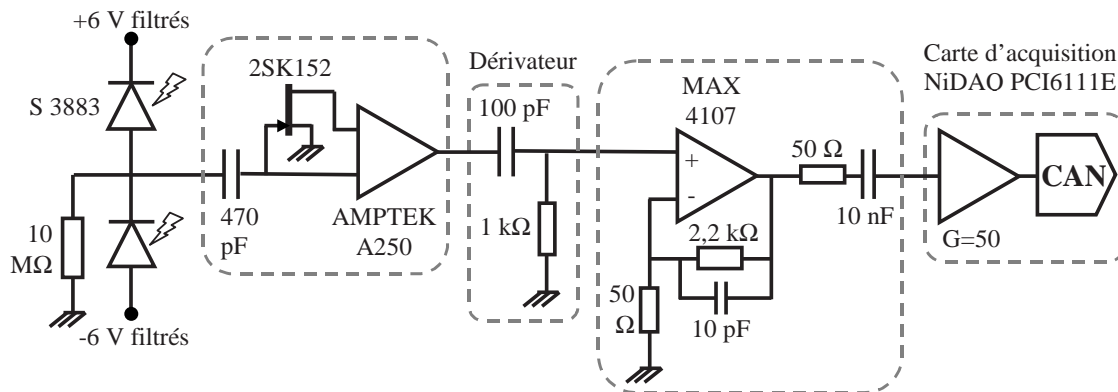 +6 V filtrés
S 3883
10
MΩ
-6 V filtrés
2SK152
470
pF
AMPTEK
A250
Dérivateur
100 pF
1 kΩ
MAX
4107
+
-
50 Ω
10 nF
2,2 kΩ
10 pF
50
Ω
Carte d’acquisition
NiDAQ PCI6111E
CAN
G=50